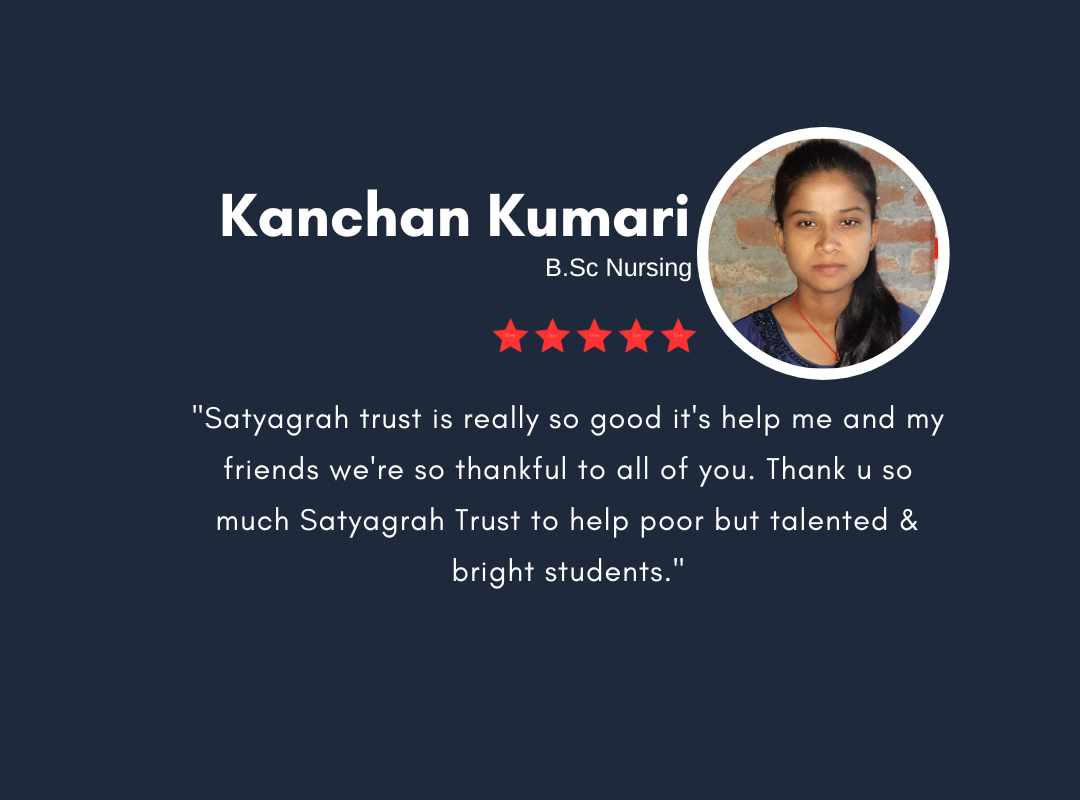 Kanchan Kumari
B.Sc Nursing
"Satyagrah trust is really so good it's help me and my
friends we're so thankful to all of you. Thank u so
much Satyagrah Trust to help poor but talented &
bright students."